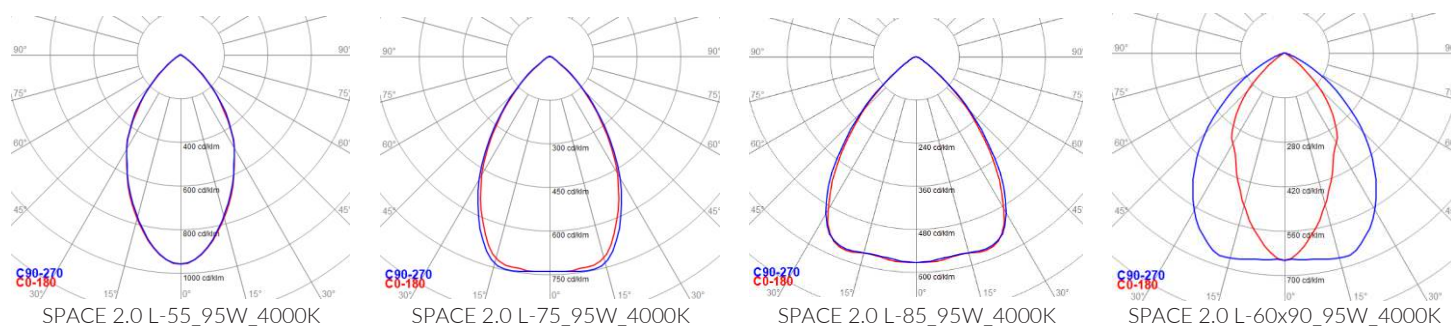 90°
75°
60°
45°
30°
15°
0°
15°
30°
45°
400 cd/klm
600 cd/klm
800 cd/klm
1000 cd/klm
C90-270
C0-180
SPACE 2.0 L-55_95W_4000K
90°
90°
75°
75°
60°
60°
45°
45°
30°
15°
0°
15°
30°
300 cd/klm
450 cd/klm
600 cd/klm
750 cd/klm
C90-270
C0-180
SPACE 2.0 L-75_95W_4000K
90°
75°
60°
45°
30°
15°
0°
15°
30°
45°
240 cd/klm
360 cd/klm
480 cd/klm
600 cd/klm
C90-270
C0-180
SPACE 2.0 L-85_95W_4000K
90°
75°
60°
45°
30°
15°
0°
15°
30°
45°
280 cd/klm
420 cd/klm
560 cd/klm
700 cd/klm
C90-270
C0-180
SPACE 2.0 L-60x90_95W_4000K